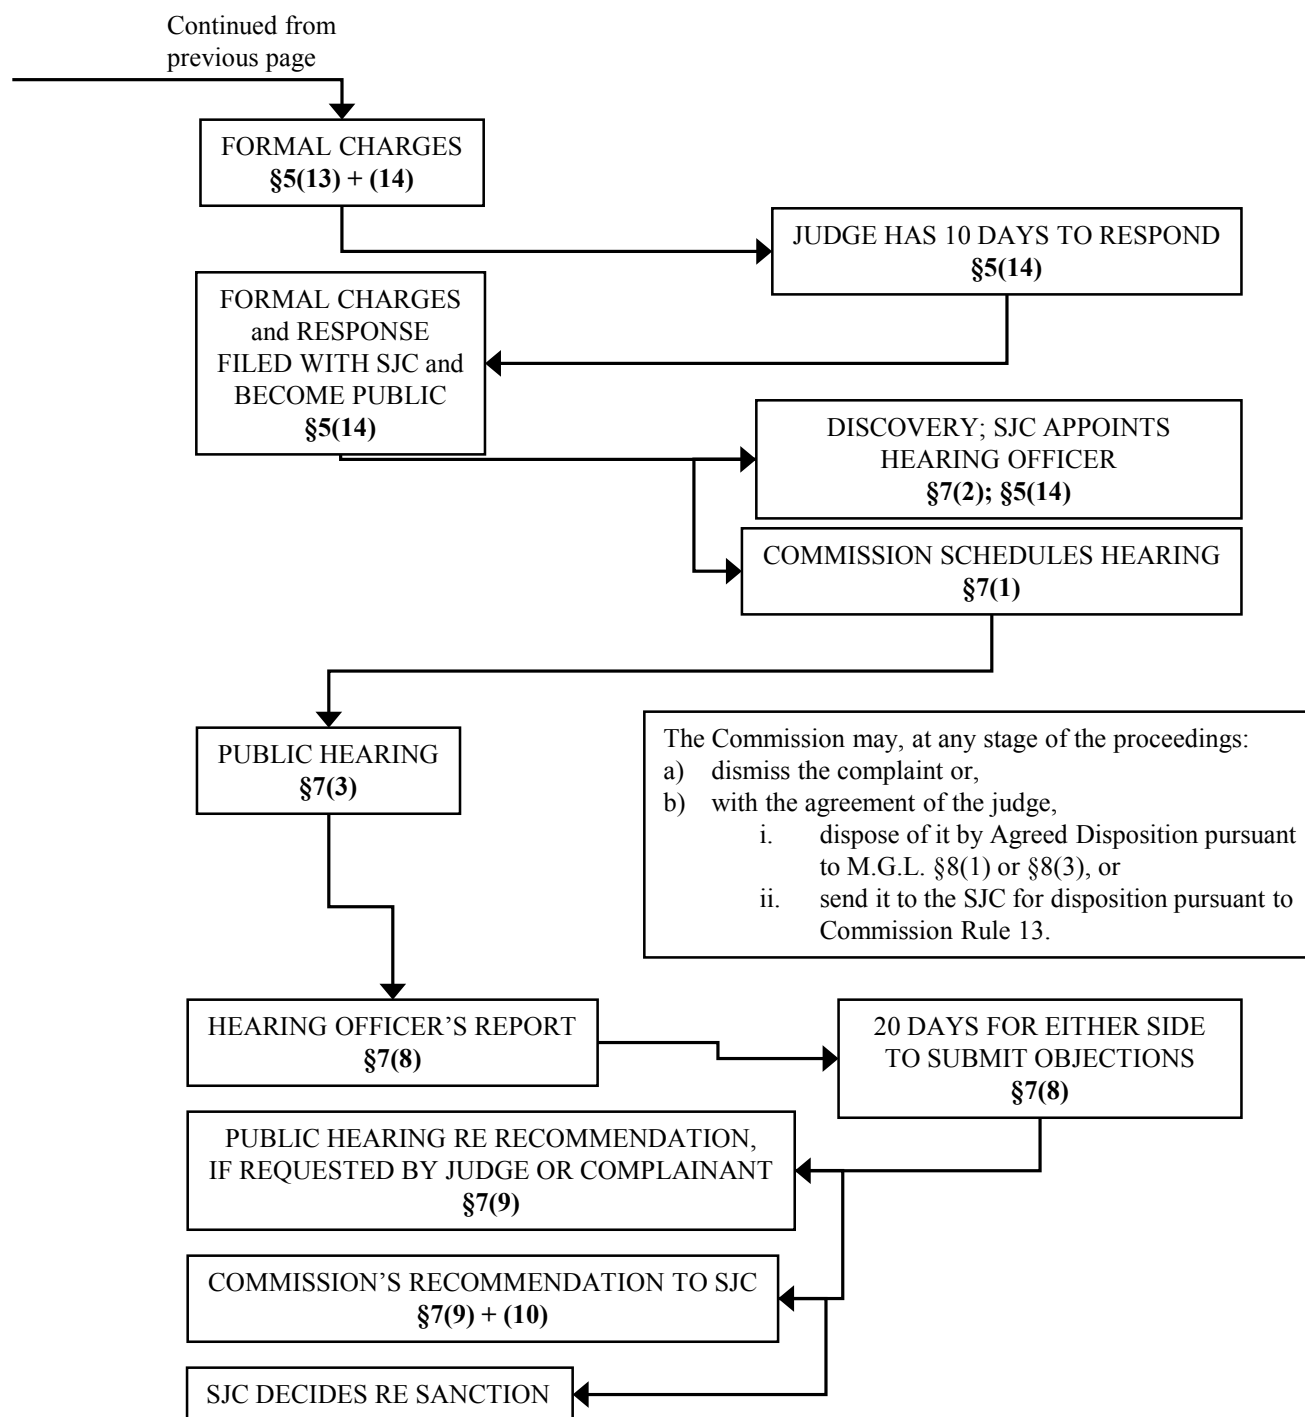 Continued from
previous page
FORMAL CHARGES
§5(13) + (14)
JUDGE HAS 10 DAYS TO RESPOND
§5(14)
FORMAL CHARGES
and RESPONSE
FILED WITH SJC and
BECOME PUBLIC
§5(14)
DISCOVERY; SJC APPOINTS
HEARING OFFICER
§7(2); §5(14)
COMMISSION SCHEDULES HEARING
§7(1)
PUBLIC HEARING
§7(3)
The Commission may, at any stage of the proceedings:
a) dismiss the complaint or,
b) with the agreement of the judge,
i. dispose of it by Agreed Disposition pursuant
to M.G.L. §8(1) or §8(3), or
ii. send it to the SJC for disposition pursuant to
Commission Rule 13.
HEARING OFFICER’S REPORT
§7(8)
20 DAYS FOR EITHER SIDE
TO SUBMIT OBJECTIONS
§7(8)
PUBLIC HEARING RE RECOMMENDATION,
IF REQUESTED BY JUDGE OR COMPLAINANT
§7(9)
COMMISSION’S RECOMMENDATION TO SJC
§7(9) + (10)
SJC DECIDES RE SANCTION